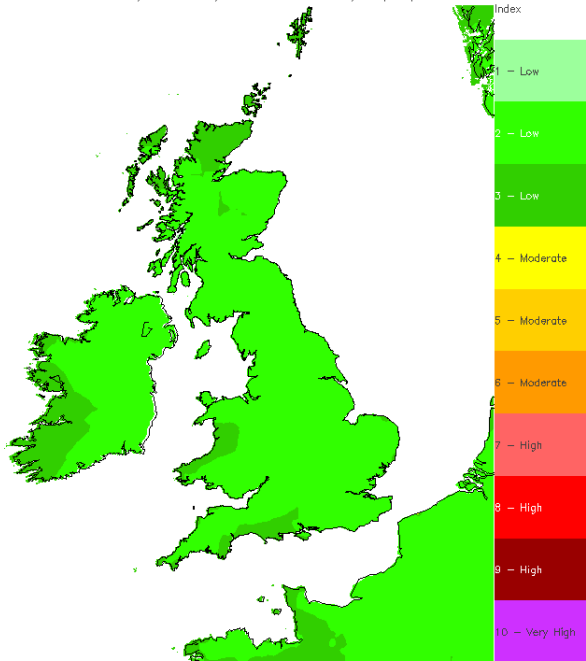 Index
1 - Low
2 - Low
3 - Low
4 - Moderate
5 - Moderate
6 - Moderate
7 - High
8 - High
9 - High
10 - Very High